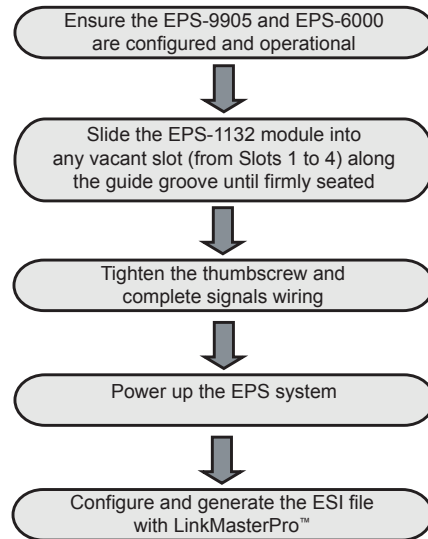 Ensure the EPS-9905 and EPS-6000
are configured and operational
Slide the EPS-1132 module into
any vacant slot (from Slots 1 to 4) along
the guide groove until firmly seated
Tighten the thumbscrew and
complete signals wiring
Power up the EPS system
Configure and generate the ESI file
with LinkMasterPro™